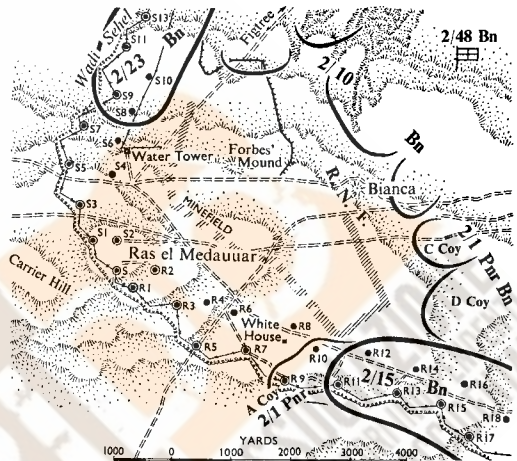 S13
Wadi Sehel
S11
Bn
Figtree
2/48 Bn
2/23
S10
2/10
S9
S8
S7
Bn
S6
Water Tower
Forbes'
Mound
S5
S4
R. N. F.
Bianca
S3
MINEFIELD
S1
S2
Ras el Medauuar
C Coy
2/1 Pnr Bn
S
R2
Carrier Hill
R1
D Coy
R3
R4
R6
R8
White
House
R5
R7
R10
R12
R14
2/15 Bn
R16
R9
R11
R13
A Coy
2/1 Pnr
R15
R18
R17
YARDS
1000 0 1000 2000 3000 4000